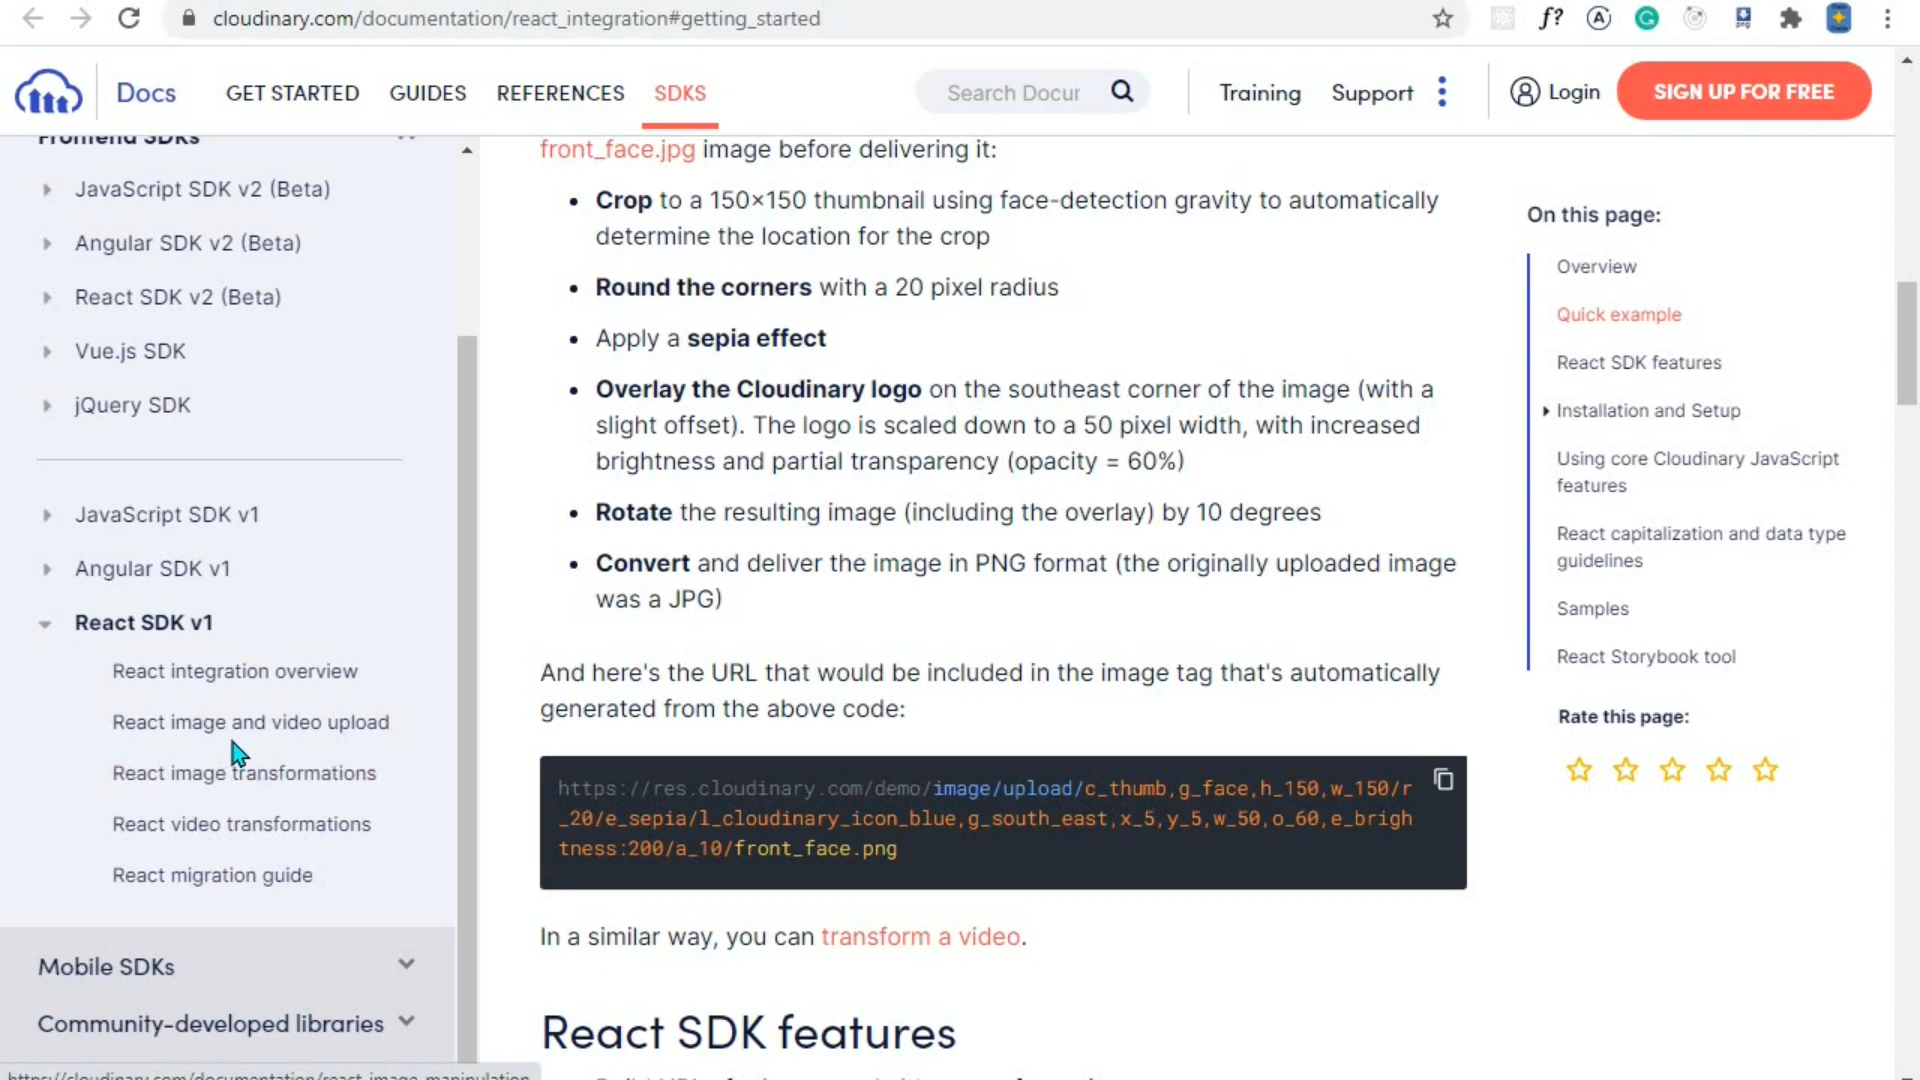 cloudinary.com/documentation/react_integration#getting_started
f?
Docs
GET STARTED
GUIDES
REFERENCES
SDKS
Search Docur
Training
Support
Login
SIGN UP FOR FREE
Frontend SDKs
JavaScript SDK v2 (Beta)
Angular SDK v2 (Beta)
React SDK v2 (Beta)
Vue.js SDK
jQuery SDK
JavaScript SDK v1
Angular SDK v1
React SDK v1
React integration overview
React image and video upload
React image transformations
React video transformations
React migration guide
Mobile SDKs
Community-developed libraries
https://cloudinary.com/documentation/react_image_manipulation
front_face.jpg image before delivering it:
• Crop to a 150×150 thumbnail using face-detection gravity to automatically
determine the location for the crop
• Round the corners with a 20 pixel radius
• Apply a sepia effect
• Overlay the Cloudinary logo on the southeast corner of the image (with a
slight offset). The logo is scaled down to a 50 pixel width, with increased
brightness and partial transparency (opacity = 60%)
• Rotate the resulting image (including the overlay) by 10 degrees
• Convert and deliver the image in PNG format (the originally uploaded image
was a JPG)
And here's the URL that would be included in the image tag that's automatically
generated from the above code:
https://res.cloudinary.com/demo/image/upload/c_thumb,g_face,h_150,w_150/r
_20/e_sepia/l_cloudinary_icon_blue,g_south_east,x_5,y_5,w_50,o_60,e_brigh
tness:200/a_10/front_face.png
In a similar way, you can transform a video.
React SDK features
On this page:
Overview
Quick example
React SDK features
Installation and Setup
Using core Cloudinary JavaScript
features
React capitalization and data type
guidelines
Samples
React Storybook tool
Rate this page: